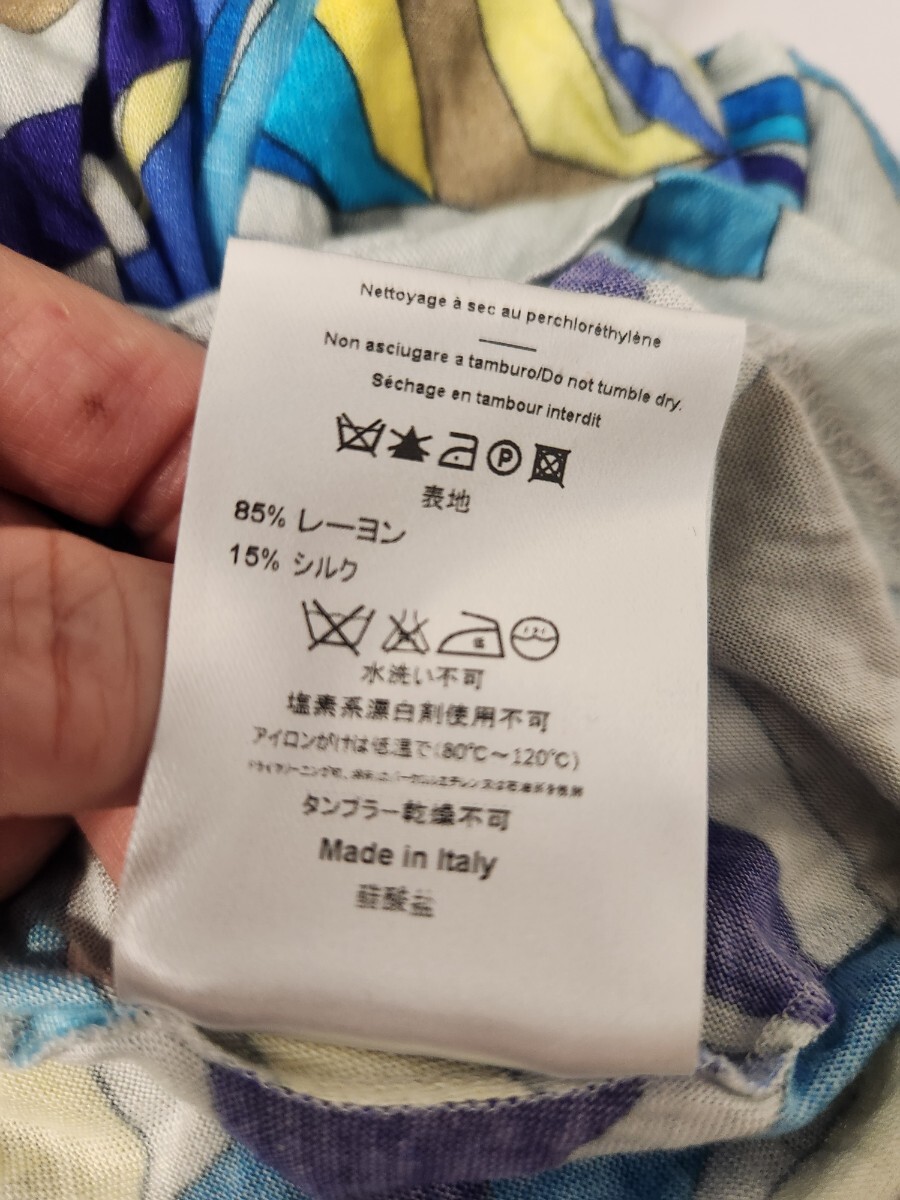 Nettoyage à sec au perchloréthylène
Non asciugare a tamburo/Do not tumble dry.
Séchage en tambour interdit
P
表地
85% レーヨン
15% シルク
水洗い不可
塩素系漂白剤使用不可
アイロンがけは低温で(80℃～120℃)
タンブラー乾燥不可
Made in Italy